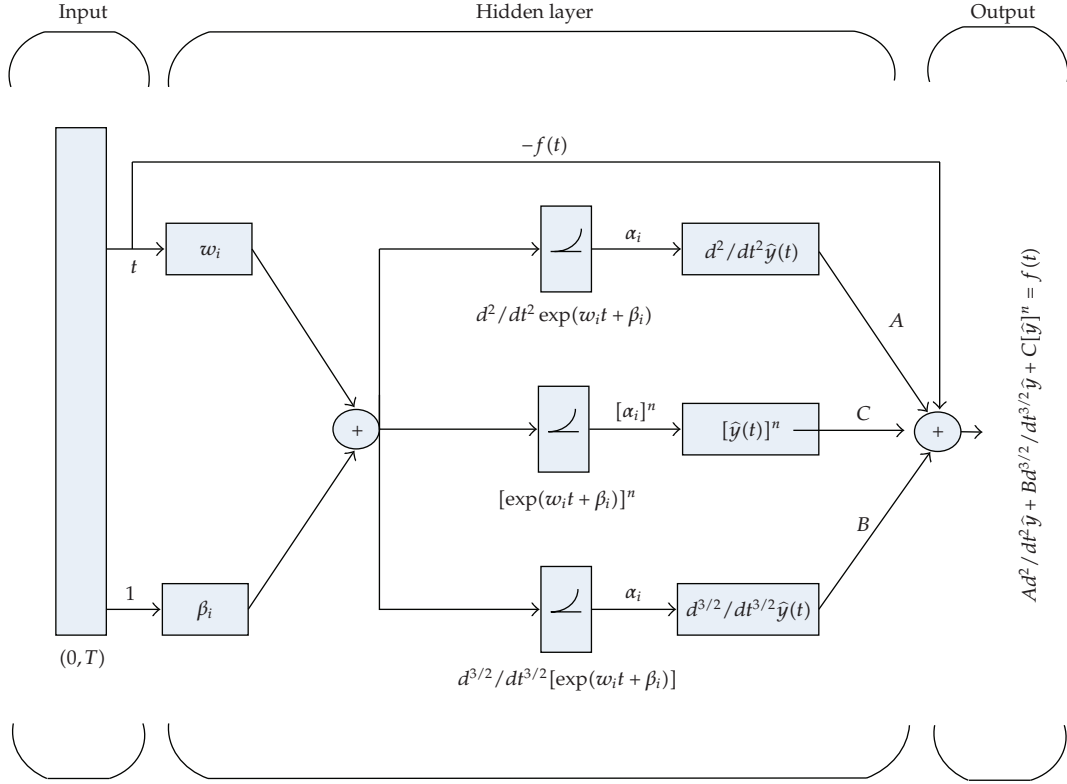 Input
Hidden layer
Output
−f(t)
t
w_i
α_i
d²/dt² ŷ(t)
d²/dt² exp(w_i t + β_i)
A
+
[α_i]ⁿ
[ŷ(t)]ⁿ
C
+
[exp(w_i t + β_i)]ⁿ
B
1
β_i
α_i
d^{3/2}/dt^{3/2} ŷ(t)
(0, T)
d^{3/2}/dt^{3/2}[exp(w_i t + β_i)]
Ad²/dt² ŷ + Bd^{3/2}/dt^{3/2} ŷ + C[ŷ]ⁿ = f(t)